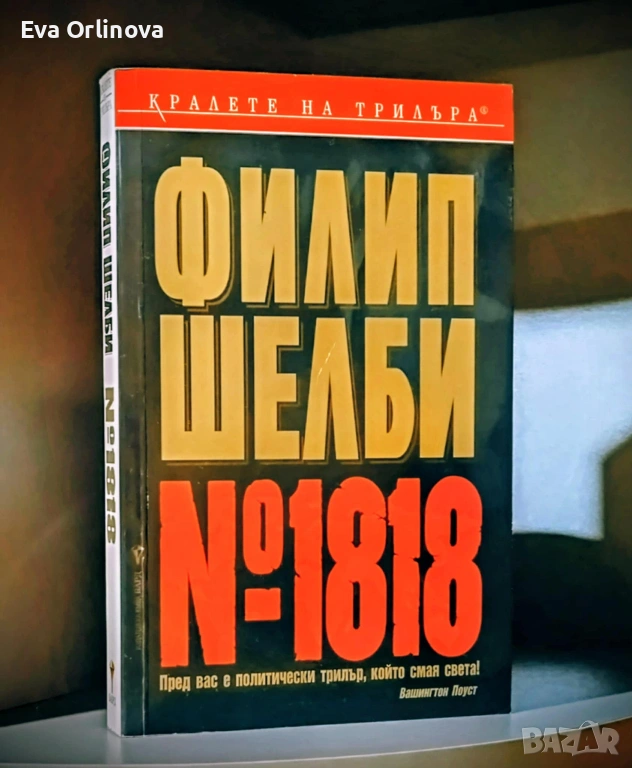 Eva Orlinova
КРАЛЕТЕ НА ТРИЛЪРА®
ФИЛИП
ШЕЛБИ
№1818
Пред вас е политически трилър, който смая света!
Вашингтон Поуст
ФИЛИП ШЕЛБИ №1818
BAZAR